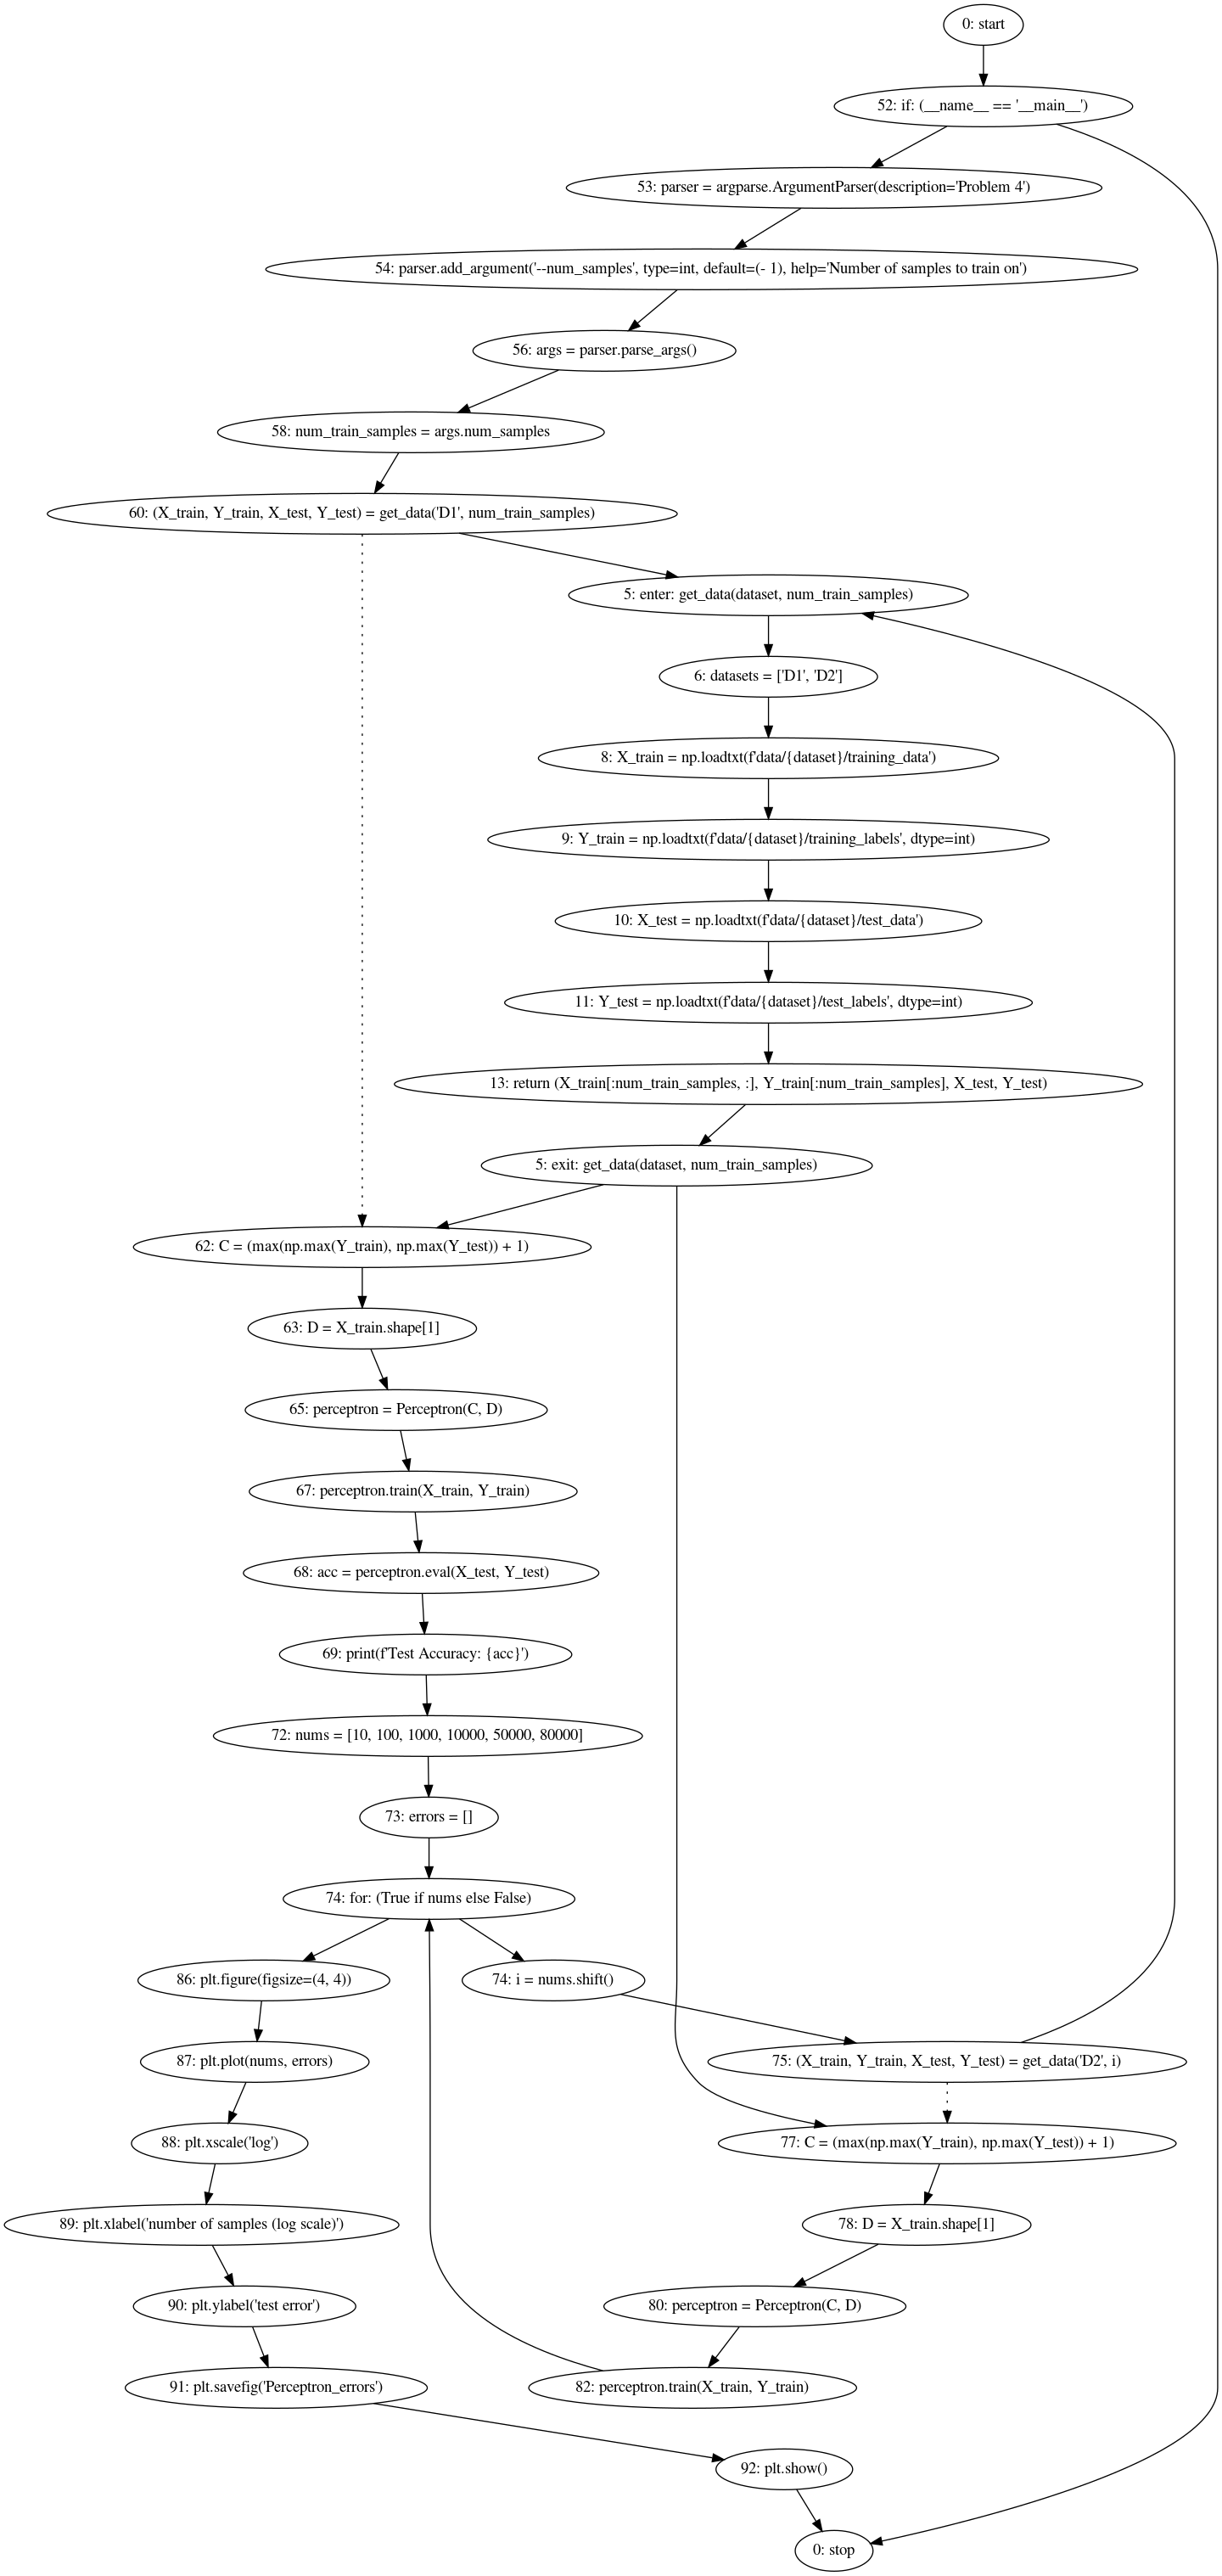 0: start
52: if: (__name__ == '__main__')
53: parser = argparse.ArgumentParser(description='Problem 4')
54: parser.add_argument('--num_samples', type=int, default=(- 1), help='Number of samples to train on')
56: args = parser.parse_args()
58: num_train_samples = args.num_samples
60: (X_train, Y_train, X_test, Y_test) = get_data('D1', num_train_samples)
5: enter: get_data(dataset, num_train_samples)
6: datasets = ['D1', 'D2']
8: X_train = np.loadtxt(f'data/{dataset}/training_data')
9: Y_train = np.loadtxt(f'data/{dataset}/training_labels', dtype=int)
10: X_test = np.loadtxt(f'data/{dataset}/test_data')
11: Y_test = np.loadtxt(f'data/{dataset}/test_labels', dtype=int)
13: return (X_train[:num_train_samples, :], Y_train[:num_train_samples], X_test, Y_test)
5: exit: get_data(dataset, num_train_samples)
62: C = (max(np.max(Y_train), np.max(Y_test)) + 1)
63: D = X_train.shape[1]
65: perceptron = Perceptron(C, D)
67: perceptron.train(X_train, Y_train)
68: acc = perceptron.eval(X_test, Y_test)
69: print(f'Test Accuracy: {acc}')
72: nums = [10, 100, 1000, 10000, 50000, 80000]
73: errors = []
74: for: (True if nums else False)
86: plt.figure(figsize=(4, 4))
74: i = nums.shift()
87: plt.plot(nums, errors)
75: (X_train, Y_train, X_test, Y_test) = get_data('D2', i)
88: plt.xscale('log')
77: C = (max(np.max(Y_train), np.max(Y_test)) + 1)
89: plt.xlabel('number of samples (log scale)')
78: D = X_train.shape[1]
90: plt.ylabel('test error')
80: perceptron = Perceptron(C, D)
91: plt.savefig('Perceptron_errors')
82: perceptron.train(X_train, Y_train)
92: plt.show()
0: stop